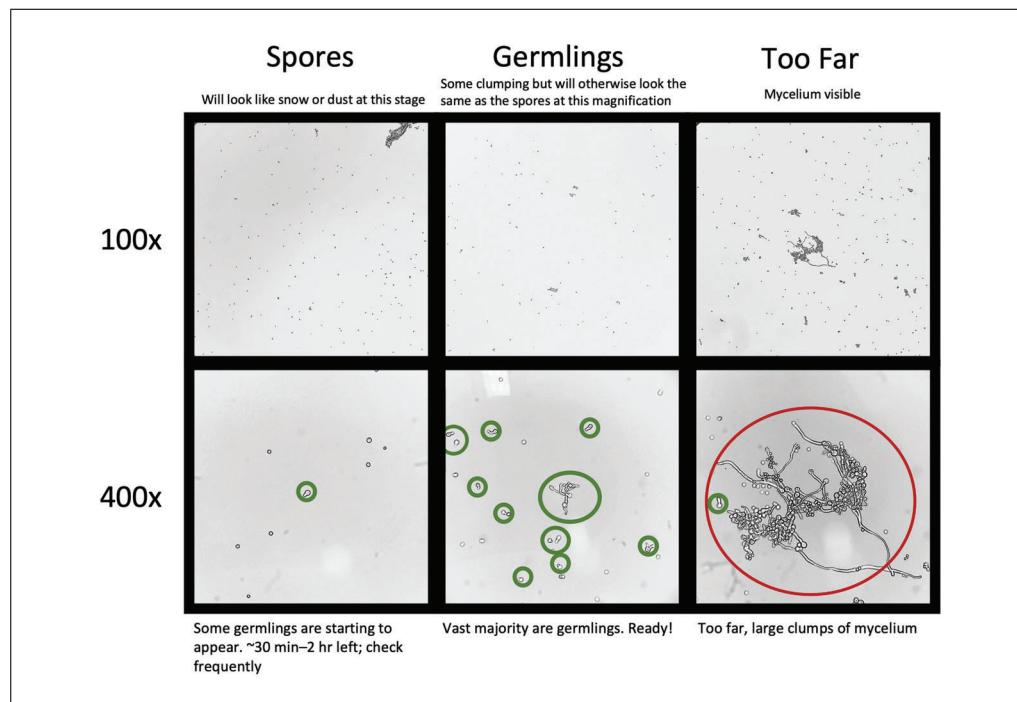 Spores
Germlings
Too Far
Will look like snow or dust at this stage
Some clumping but will otherwise look the
same as the spores at this magnification
Mycelium visible
100x
400x
Some germlings are starting to
appear. ~30 min–2 hr left; check
frequently
Vast majority are germlings. Ready!
Too far, large clumps of mycelium